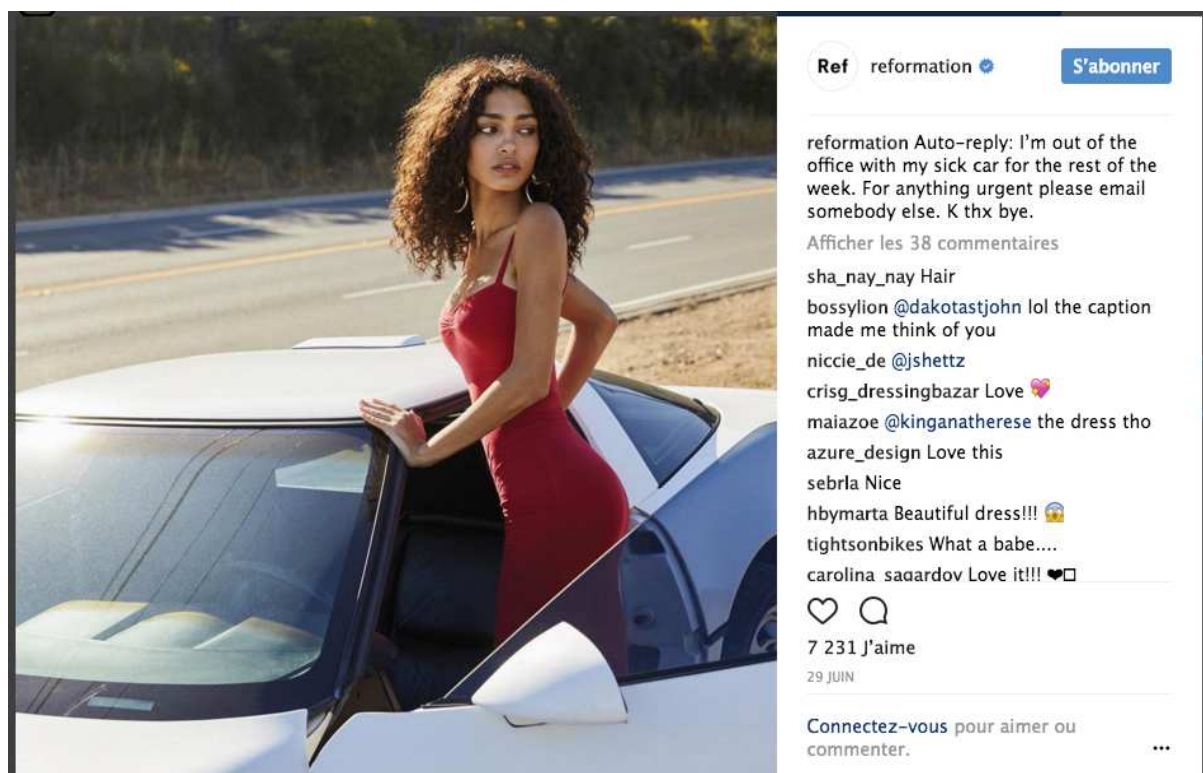 Ref reformation S'abonner
reformation Auto-reply: I'm out of the
office with my sick car for the rest of the
week. For anything urgent please email
somebody else. K thx bye.
Afficher les 38 commentaires
sha_nay_nay Hair
bossylion @dakotastjohn lol the caption
made me think of you
niccie_de @jshettz
crisg_dressingbazar Love 💖
maiazoe @kinganatherese the dress tho
azure_design Love this
sebrla Nice
hbymarta Beautiful dress!!! 😱
tightsonbikes What a babe....
carolina_sagardoy Love it!!! ❤□
7 231 J'aime
29 JUIN
Connectez-vous pour aimer ou
commenter.